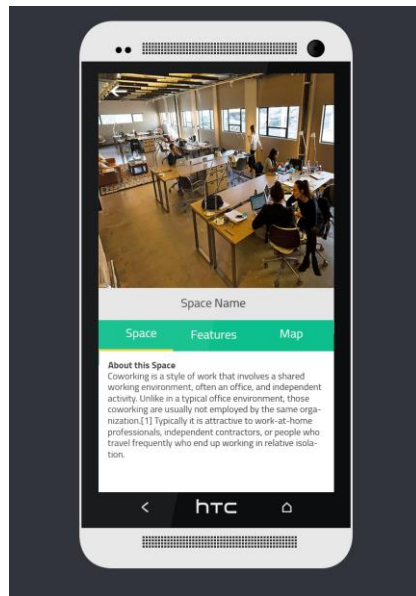 Space Name
Space Features Map
About this Space
Coworking is a style of work that involves a shared
working environment, often an office, and independent
activity. Unlike in a typical office environment, those
coworking are usually not employed by the same orga-
nization.[1] Typically it is attractive to work-at-home
professionals, independent contractors, or people who
travel frequently who end up working in relative isola-
tion.
hTC